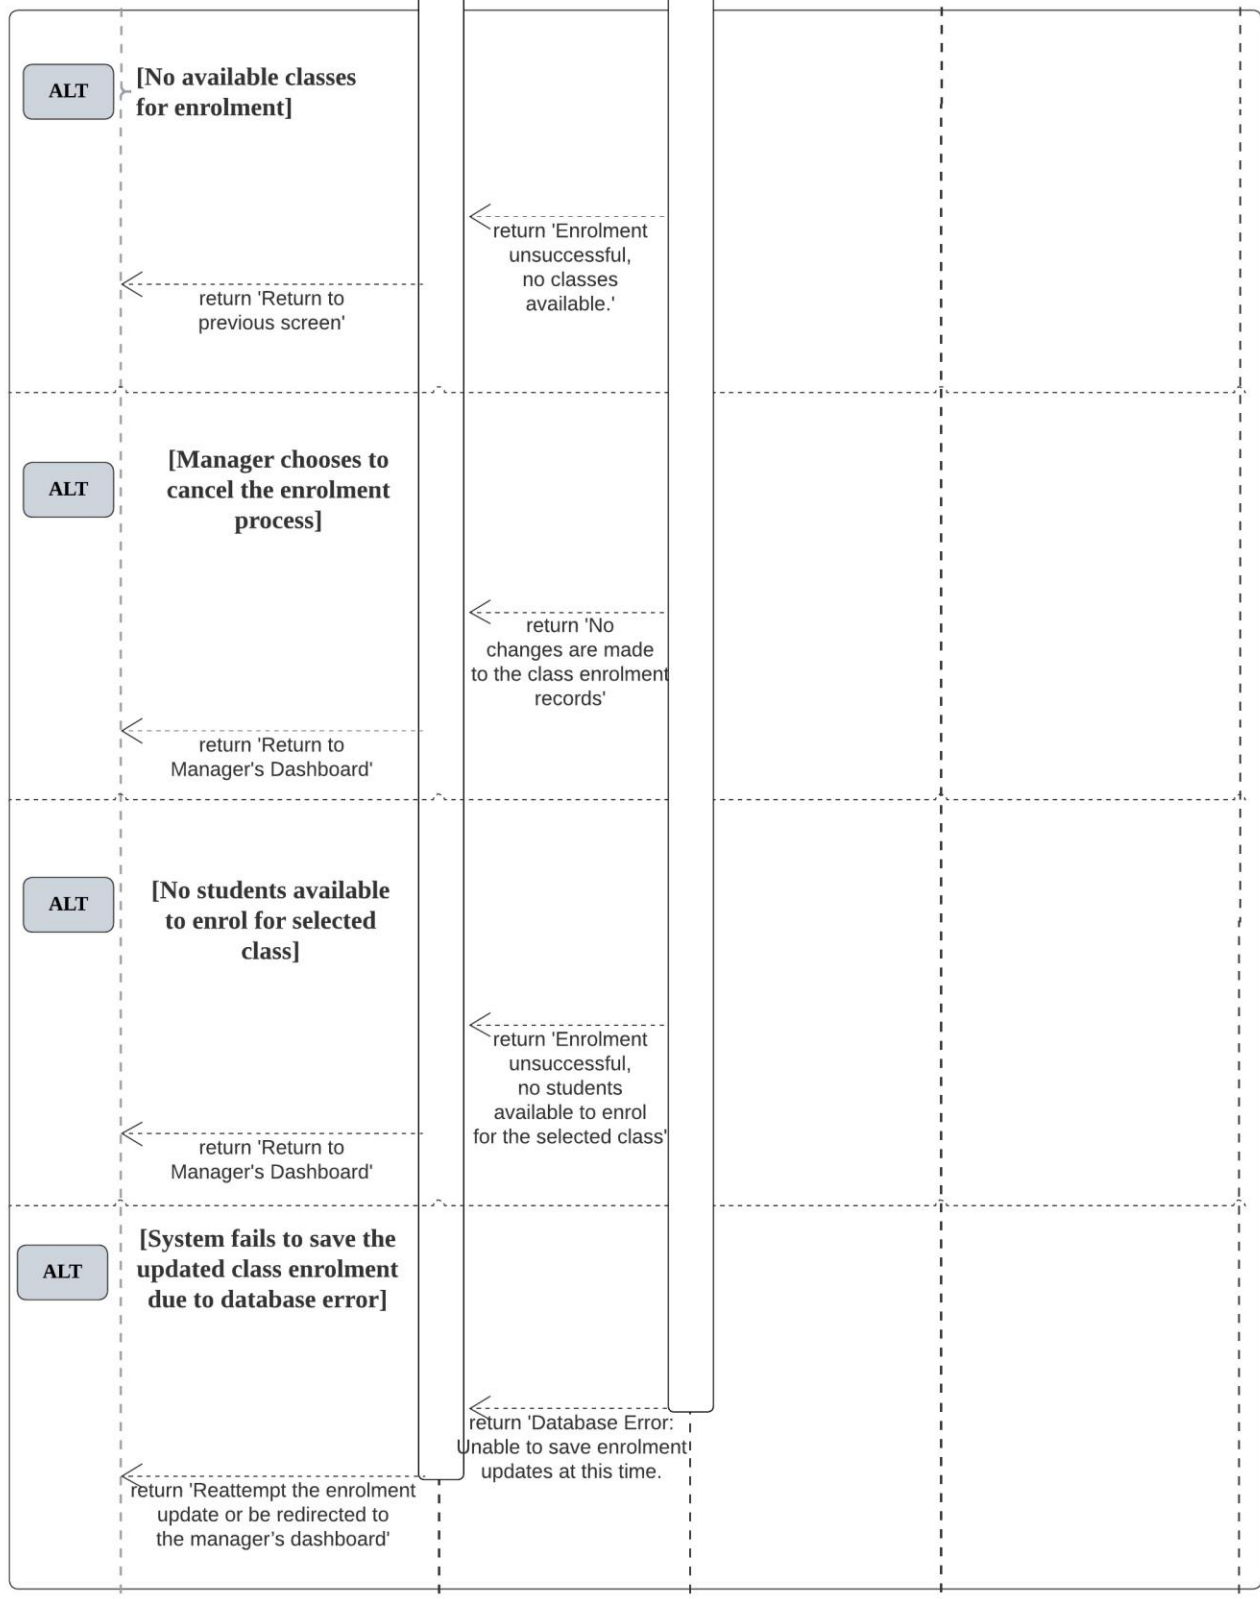 ALT
[No available classes
for enrolment]
return 'Enrolment
unsuccessful,
no classes
available.'
return 'Return to
previous screen'
ALT
[Manager chooses to
cancel the enrolment
process]
return 'No
changes are made
to the class enrolment
records'
return 'Return to
Manager's Dashboard'
ALT
[No students available
to enrol for selected
class]
return 'Enrolment
unsuccessful,
no students
available to enrol
for the selected class'
return 'Return to
Manager's Dashboard'
ALT
[System fails to save the
updated class enrolment
due to database error]
return 'Database Error:
Unable to save enrolment
updates at this time.
return 'Reattempt the enrolment
update or be redirected to
the manager’s dashboard'